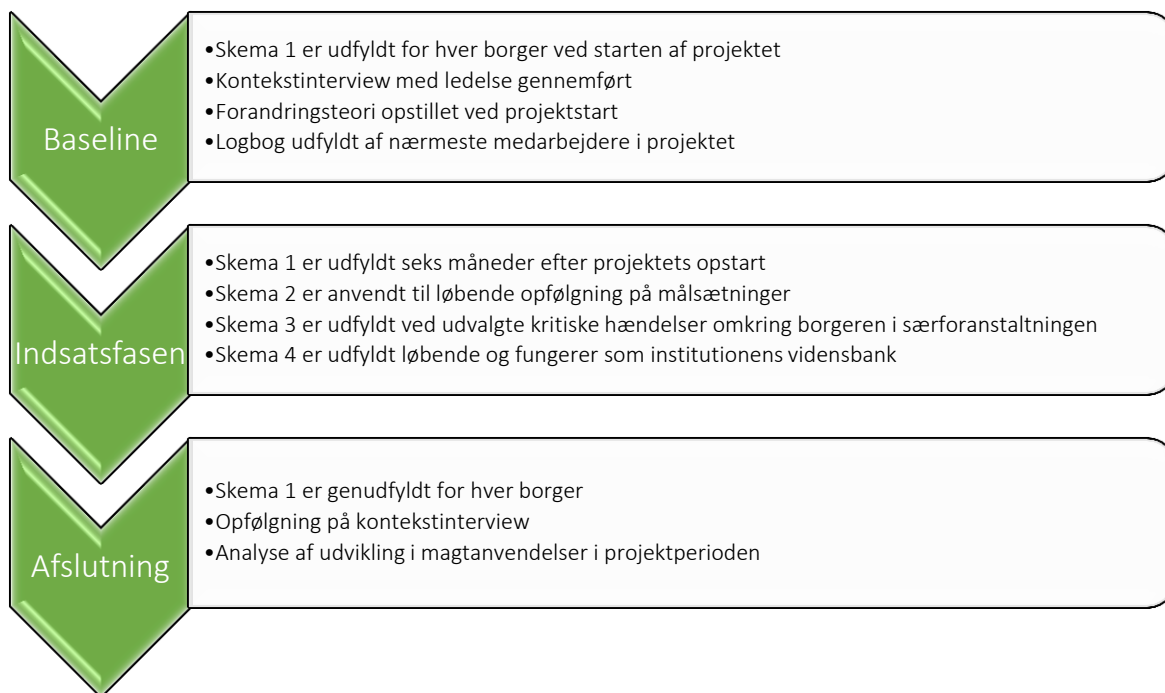 Baseline
•Skema 1 er udfyldt for hver borger ved starten af projektet
•Kontekstinterview med ledelse gennemført
•Forandringsteori opstillet ved projektstart
•Logbog udfyldt af nærmeste medarbejdere i projektet
Indsatsfasen
•Skema 1 er udfyldt seks måneder efter projektets opstart
•Skema 2 er anvendt til løbende opfølgning på målsætninger
•Skema 3 er udfyldt ved udvalgte kritiske hændelser omkring borgeren i særforanstaltningen
•Skema 4 er udfyldt løbende og fungerer som institutionens vidensbank
Afslutning
•Skema 1 er genudfyldt for hver borger
•Opfølgning på kontekstinterview
•Analyse af udvikling i magtanvendelser i projektperioden